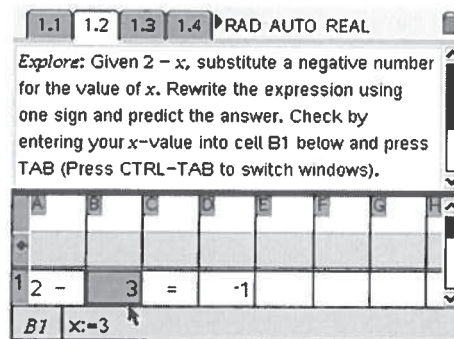 1.1 1.2 1.3 1.4 RAD AUTO REAL
Explore: Given 2 – x, substitute a negative number
for the value of x. Rewrite the expression using
one sign and predict the answer. Check by
entering your x-value into cell B1 below and press
TAB (Press CTRL-TAB to switch windows).
A B C D E F G H
1 2 – 3 = -1
B1 x:=3